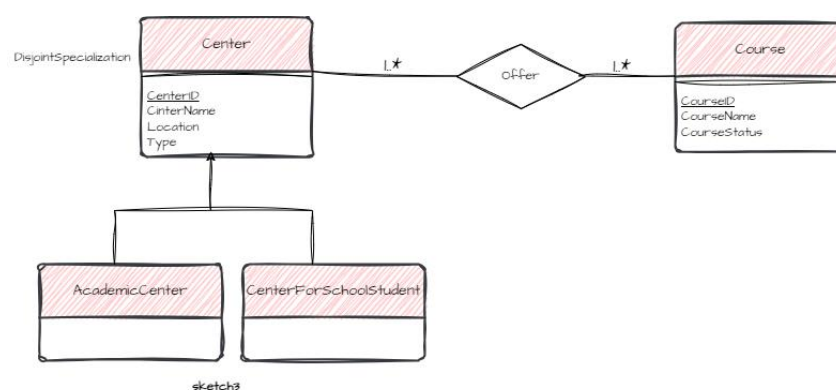 Center
DisjointSpecialization
CenterID
CinterName
Location
Type
1..*
Offer
1..*
Course
CourseID
CourseName
CourseStatus
AcademicCenter
CenterForSchoolStudent
sketch3